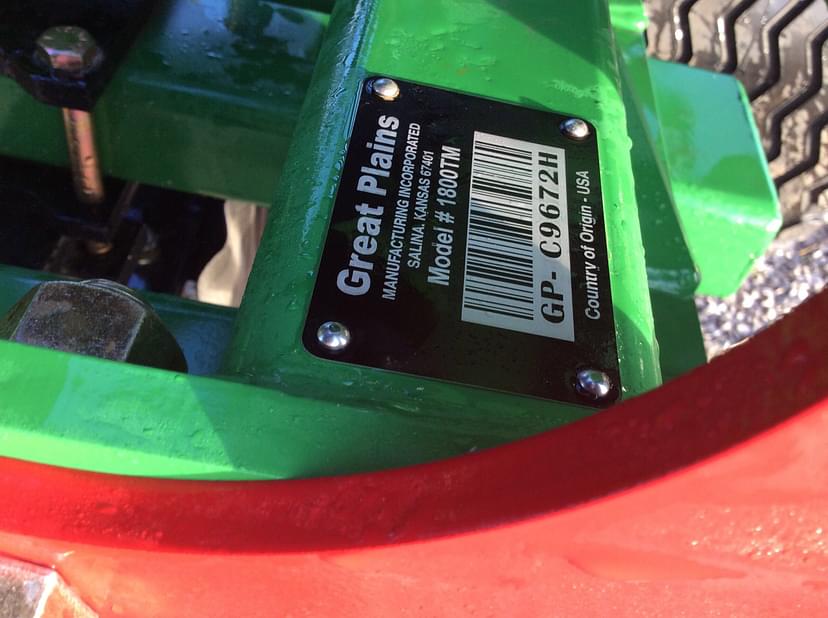 Great Plains
MANUFACTURING INCORPORATED
SALINA, KANSAS 67401
Model # 1800TM
GP- C9672H
Country of Origin - USA